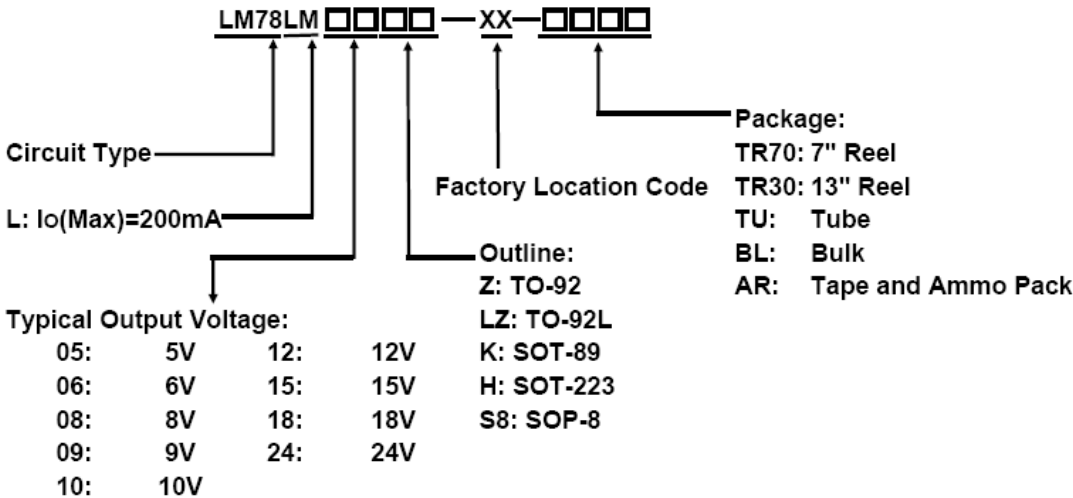 LM78LM□□□□—XX—□□□□
Package:
Circuit Type
TR70: 7" Reel
Factory Location Code
TR30: 13" Reel
L: Io(Max)=200mA
TU: Tube
Outline:
BL: Bulk
Z: TO-92
AR: Tape and Ammo Pack
Typical Output Voltage:
LZ: TO-92L
05: 5V 12: 12V
K: SOT-89
06: 6V 15: 15V
H: SOT-223
08: 8V 18: 18V
S8: SOP-8
09: 9V 24: 24V
10: 10V